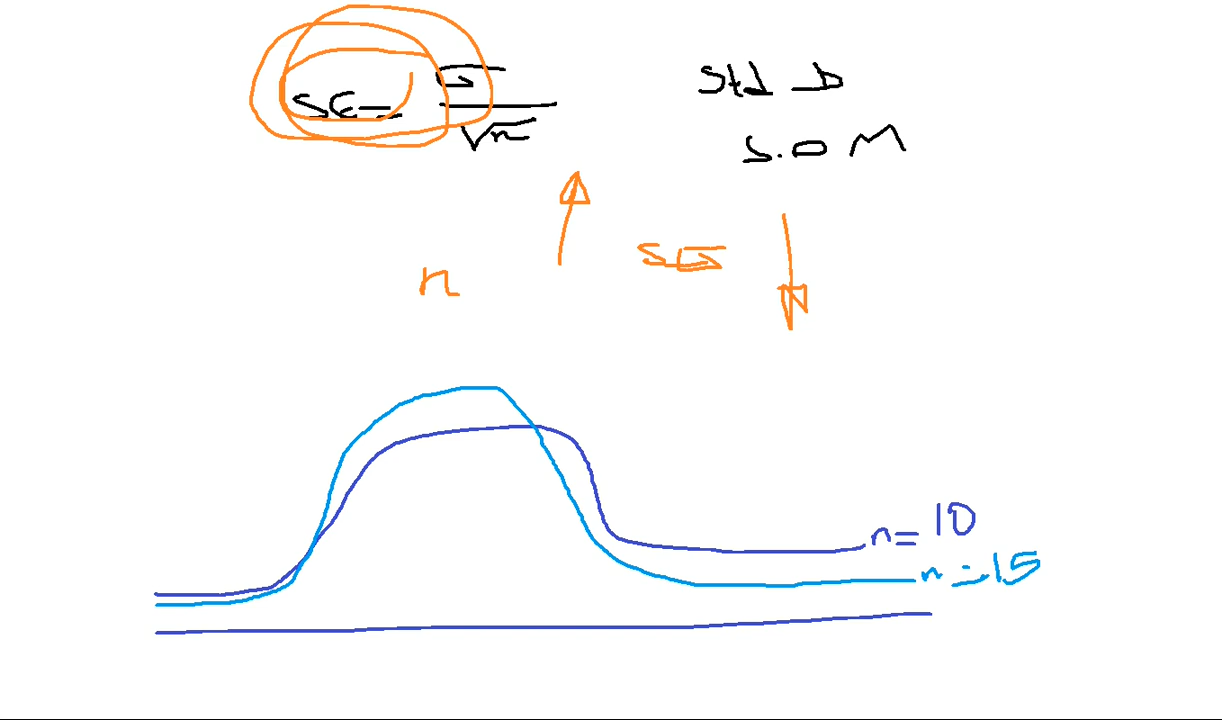 SE = σ / √n
Std D
S.D M
n ↑ SE ↓
n = 10
n = 15